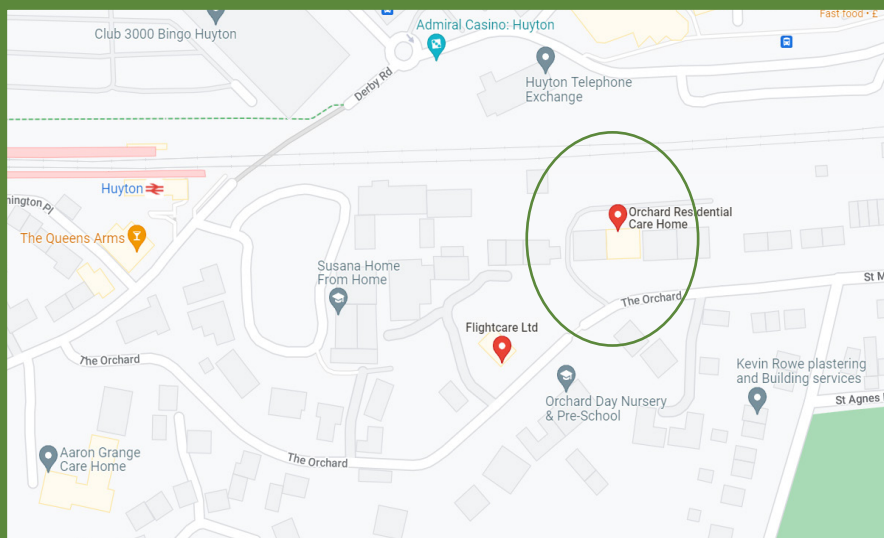 Fast food • £
Club 3000 Bingo Huyton
Admiral Casino: Huyton
Derby Rd
Huyton Telephone
Exchange
Huyton
The Queens Arms
Orchard Residential
Care Home
Susana Home
From Home
The Orchard
St M
Flightcare Ltd
The Orchard
Kevin Rowe plastering
and Building services
Orchard Day Nursery
& Pre-School
St Agnes
Aaron Grange
Care Home
The Orchard